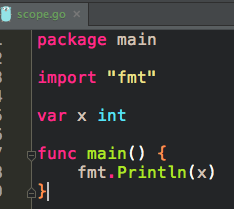 scope.go ×
package main
import "fmt"
var x int
func main() {
    fmt.Println(x)
}